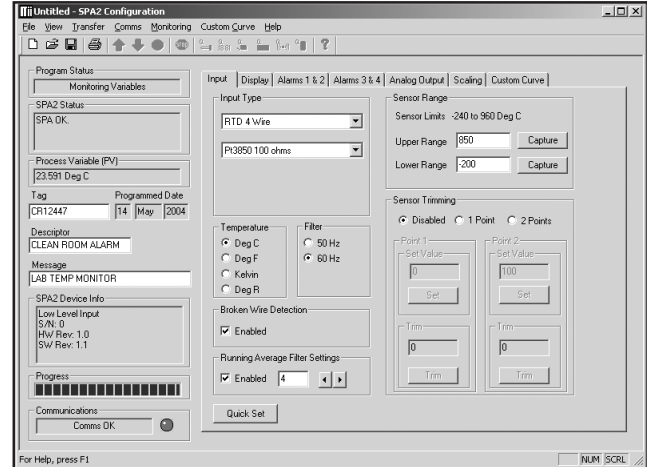 Untitled - SPA2 Configuration
File View Transfer Comms Monitoring Custom Curve Help
Program Status
Monitoring Variables
SPA2 Status
SPA OK.
Process Variable (PV)
23.591 Deg C
Tag Programmed Date
CR12447 14 May 2004
Descriptor
CLEAN ROOM ALARM
Message
LAB TEMP MONITOR
SPA2 Device Info
Low Level Input
S/N: 0
HW Rev: 1.0
SW Rev: 1.1
Progress
Communications
Comms OK
Input Display Alarms 1 & 2 Alarms 3 & 4 Analog Output Scaling Custom Curve
Input Type
RTD 4 Wire
Pt3850 100 ohms
Temperature
Deg C
Deg F
Kelvin
Deg R
Filter
50 Hz
60 Hz
Broken Wire Detection
Enabled
Running Average Filter Settings
Enabled 4
Quick Set
Sensor Range
Sensor Limits -240 to 960 Deg C
Upper Range 850 Capture
Lower Range -200 Capture
Sensor Trimming
Disabled 1 Point 2 Points
Point 1
Set Value
0
Set
Trim
0
Trim
Point 2
Set Value
100
Set
Trim
0
Trim
For Help, press F1
NUM SCRL